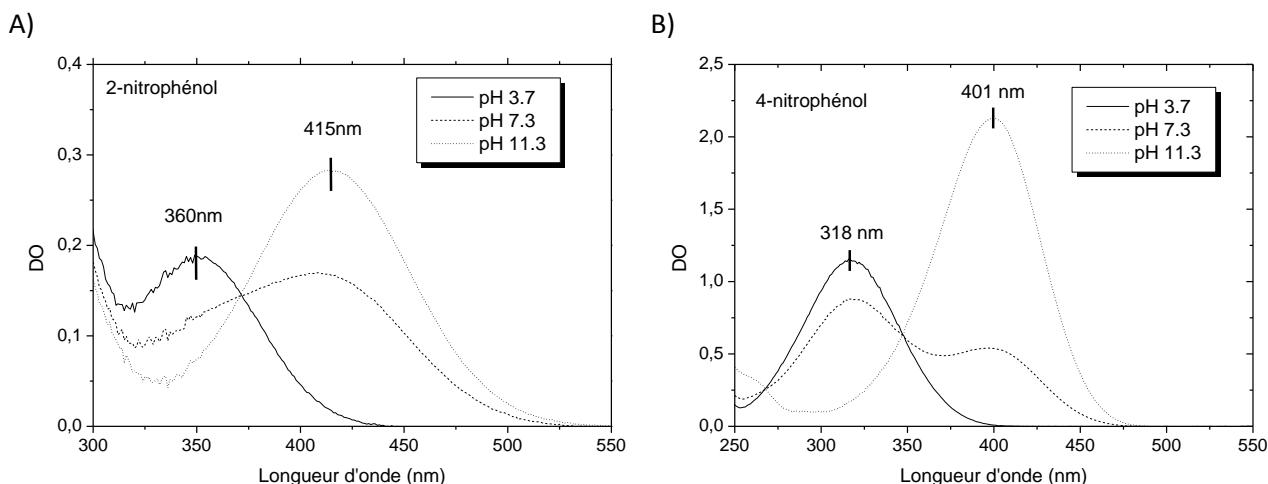 A)
2-nitrophénol
pH 3.7
pH 7.3
pH 11.3
415nm
360nm
0,4
0,3
0,2
0,1
0,0
DO
300 350 400 450 500 550
Longueur d'onde (nm)
B)
4-nitrophénol
401 nm
pH 3.7
pH 7.3
pH 11.3
318 nm
2,5
2,0
1,5
1,0
0,5
0,0
DO
250 300 350 400 450 500 550
Longueur d'onde (nm)